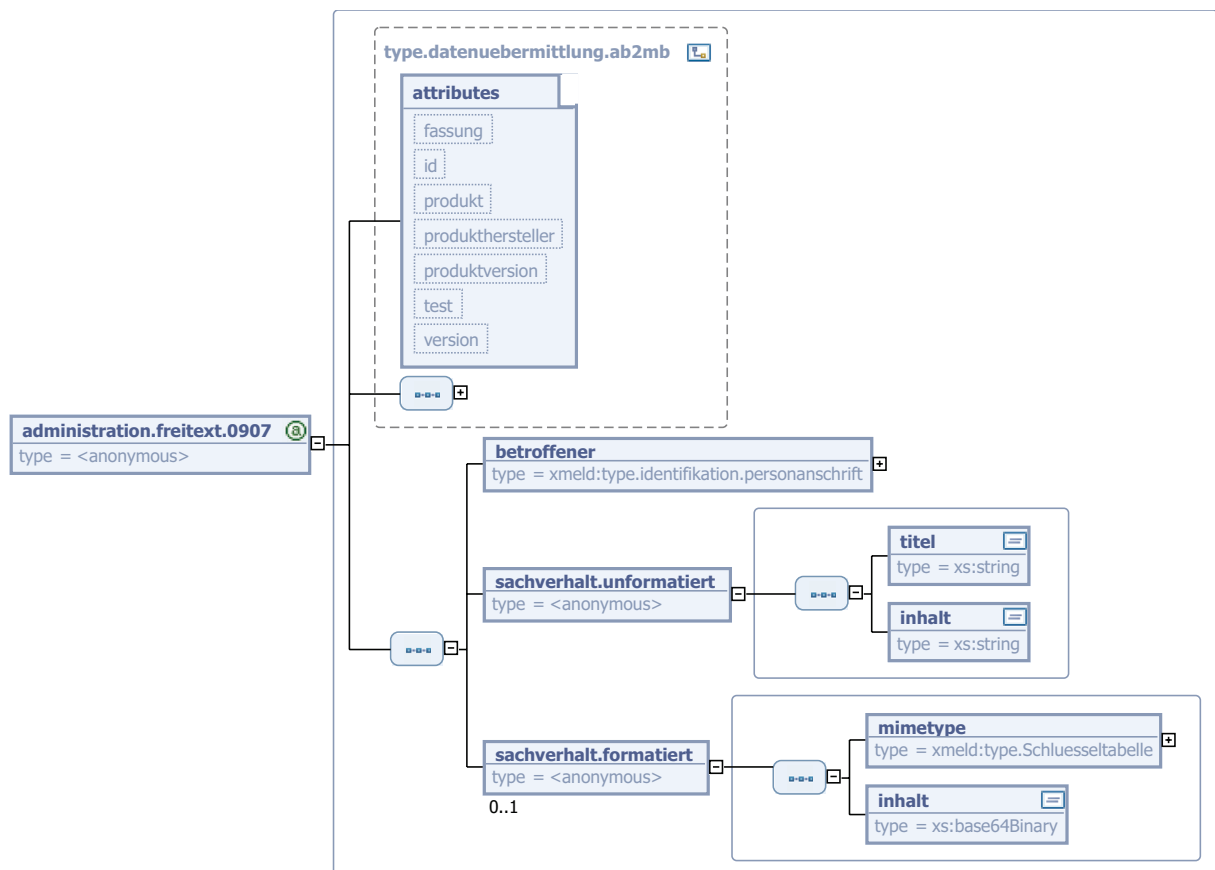 type.datenuebermittlung.ab2mb
attributes
fassung
id
produkt
produkthersteller
produktversion
test
version
administration.freitext.0907
type = <anonymous>
betroffener
type = xmeld:type.identifikation.personanschrift
sachverhalt.unformatiert
type = <anonymous>
titel
type = xs:string
inhalt
type = xs:string
sachverhalt.formatiert
type = <anonymous>
0..1
mimetype
type = xmeld:type.Schluesseltabelle
inhalt
type = xs:base64Binary